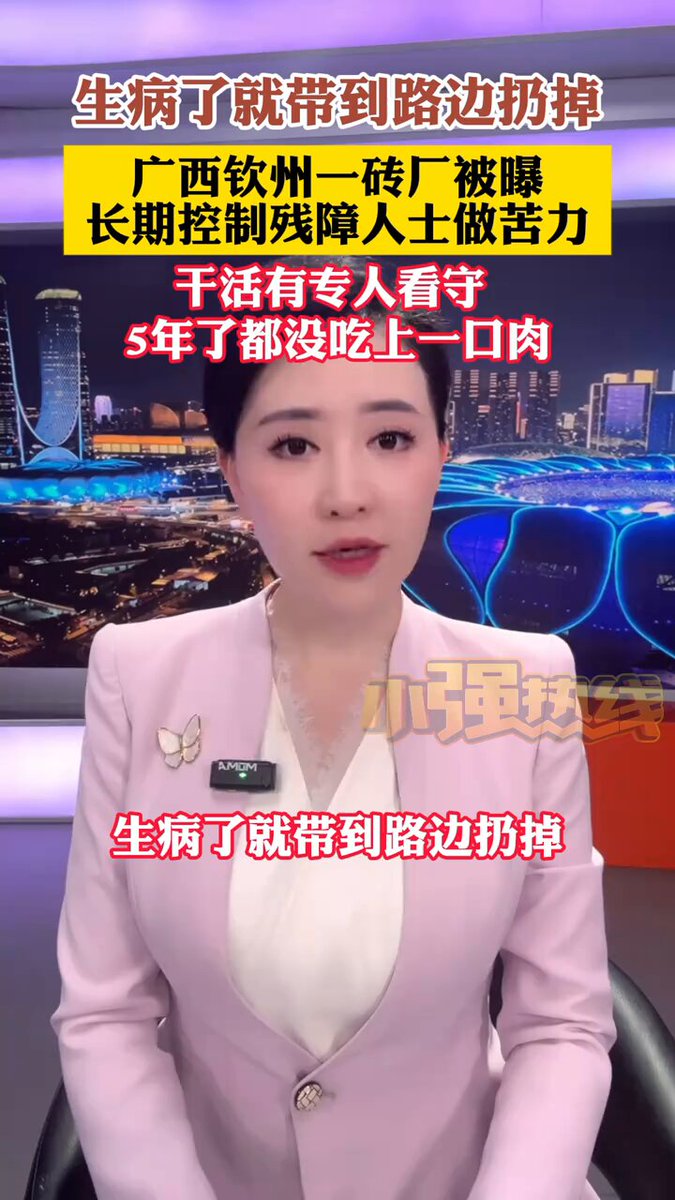 生病了就带到路边扔掉
广西钦州一砖厂被曝
长期控制残障人士做苦力
干活有专人看守
5年了都没吃上一口肉
小强热线
MOMA
生病了就带到路边扔掉